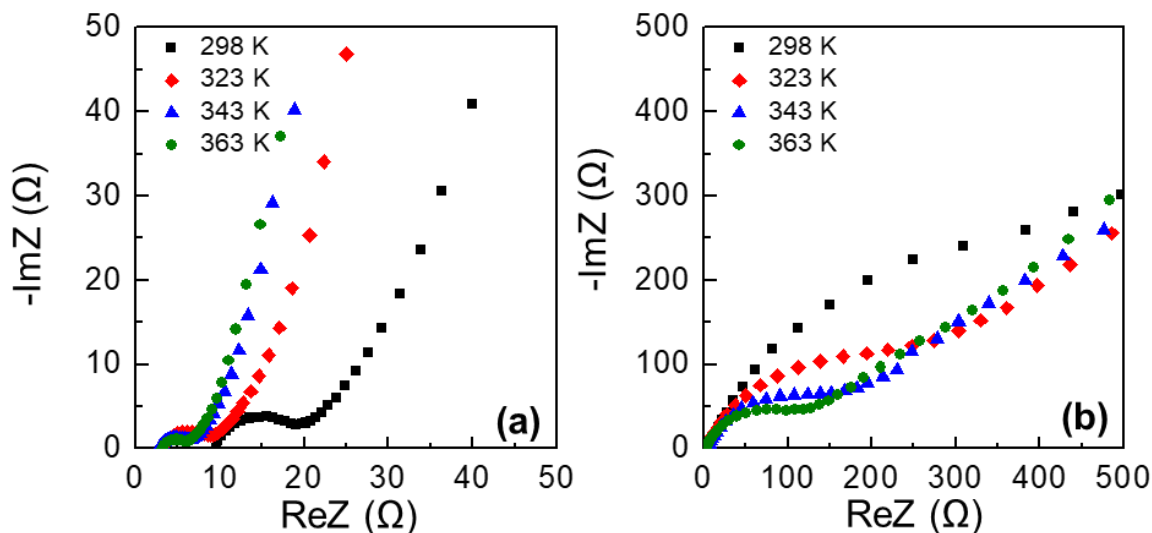 50
40
30
20
10
0
-ImZ (Ω)
298 K
323 K
343 K
363 K
(a)
0 10 20 30 40 50
ReZ (Ω)
500
400
300
200
100
0
-ImZ (Ω)
298 K
323 K
343 K
363 K
(b)
0 100 200 300 400 500
ReZ (Ω)